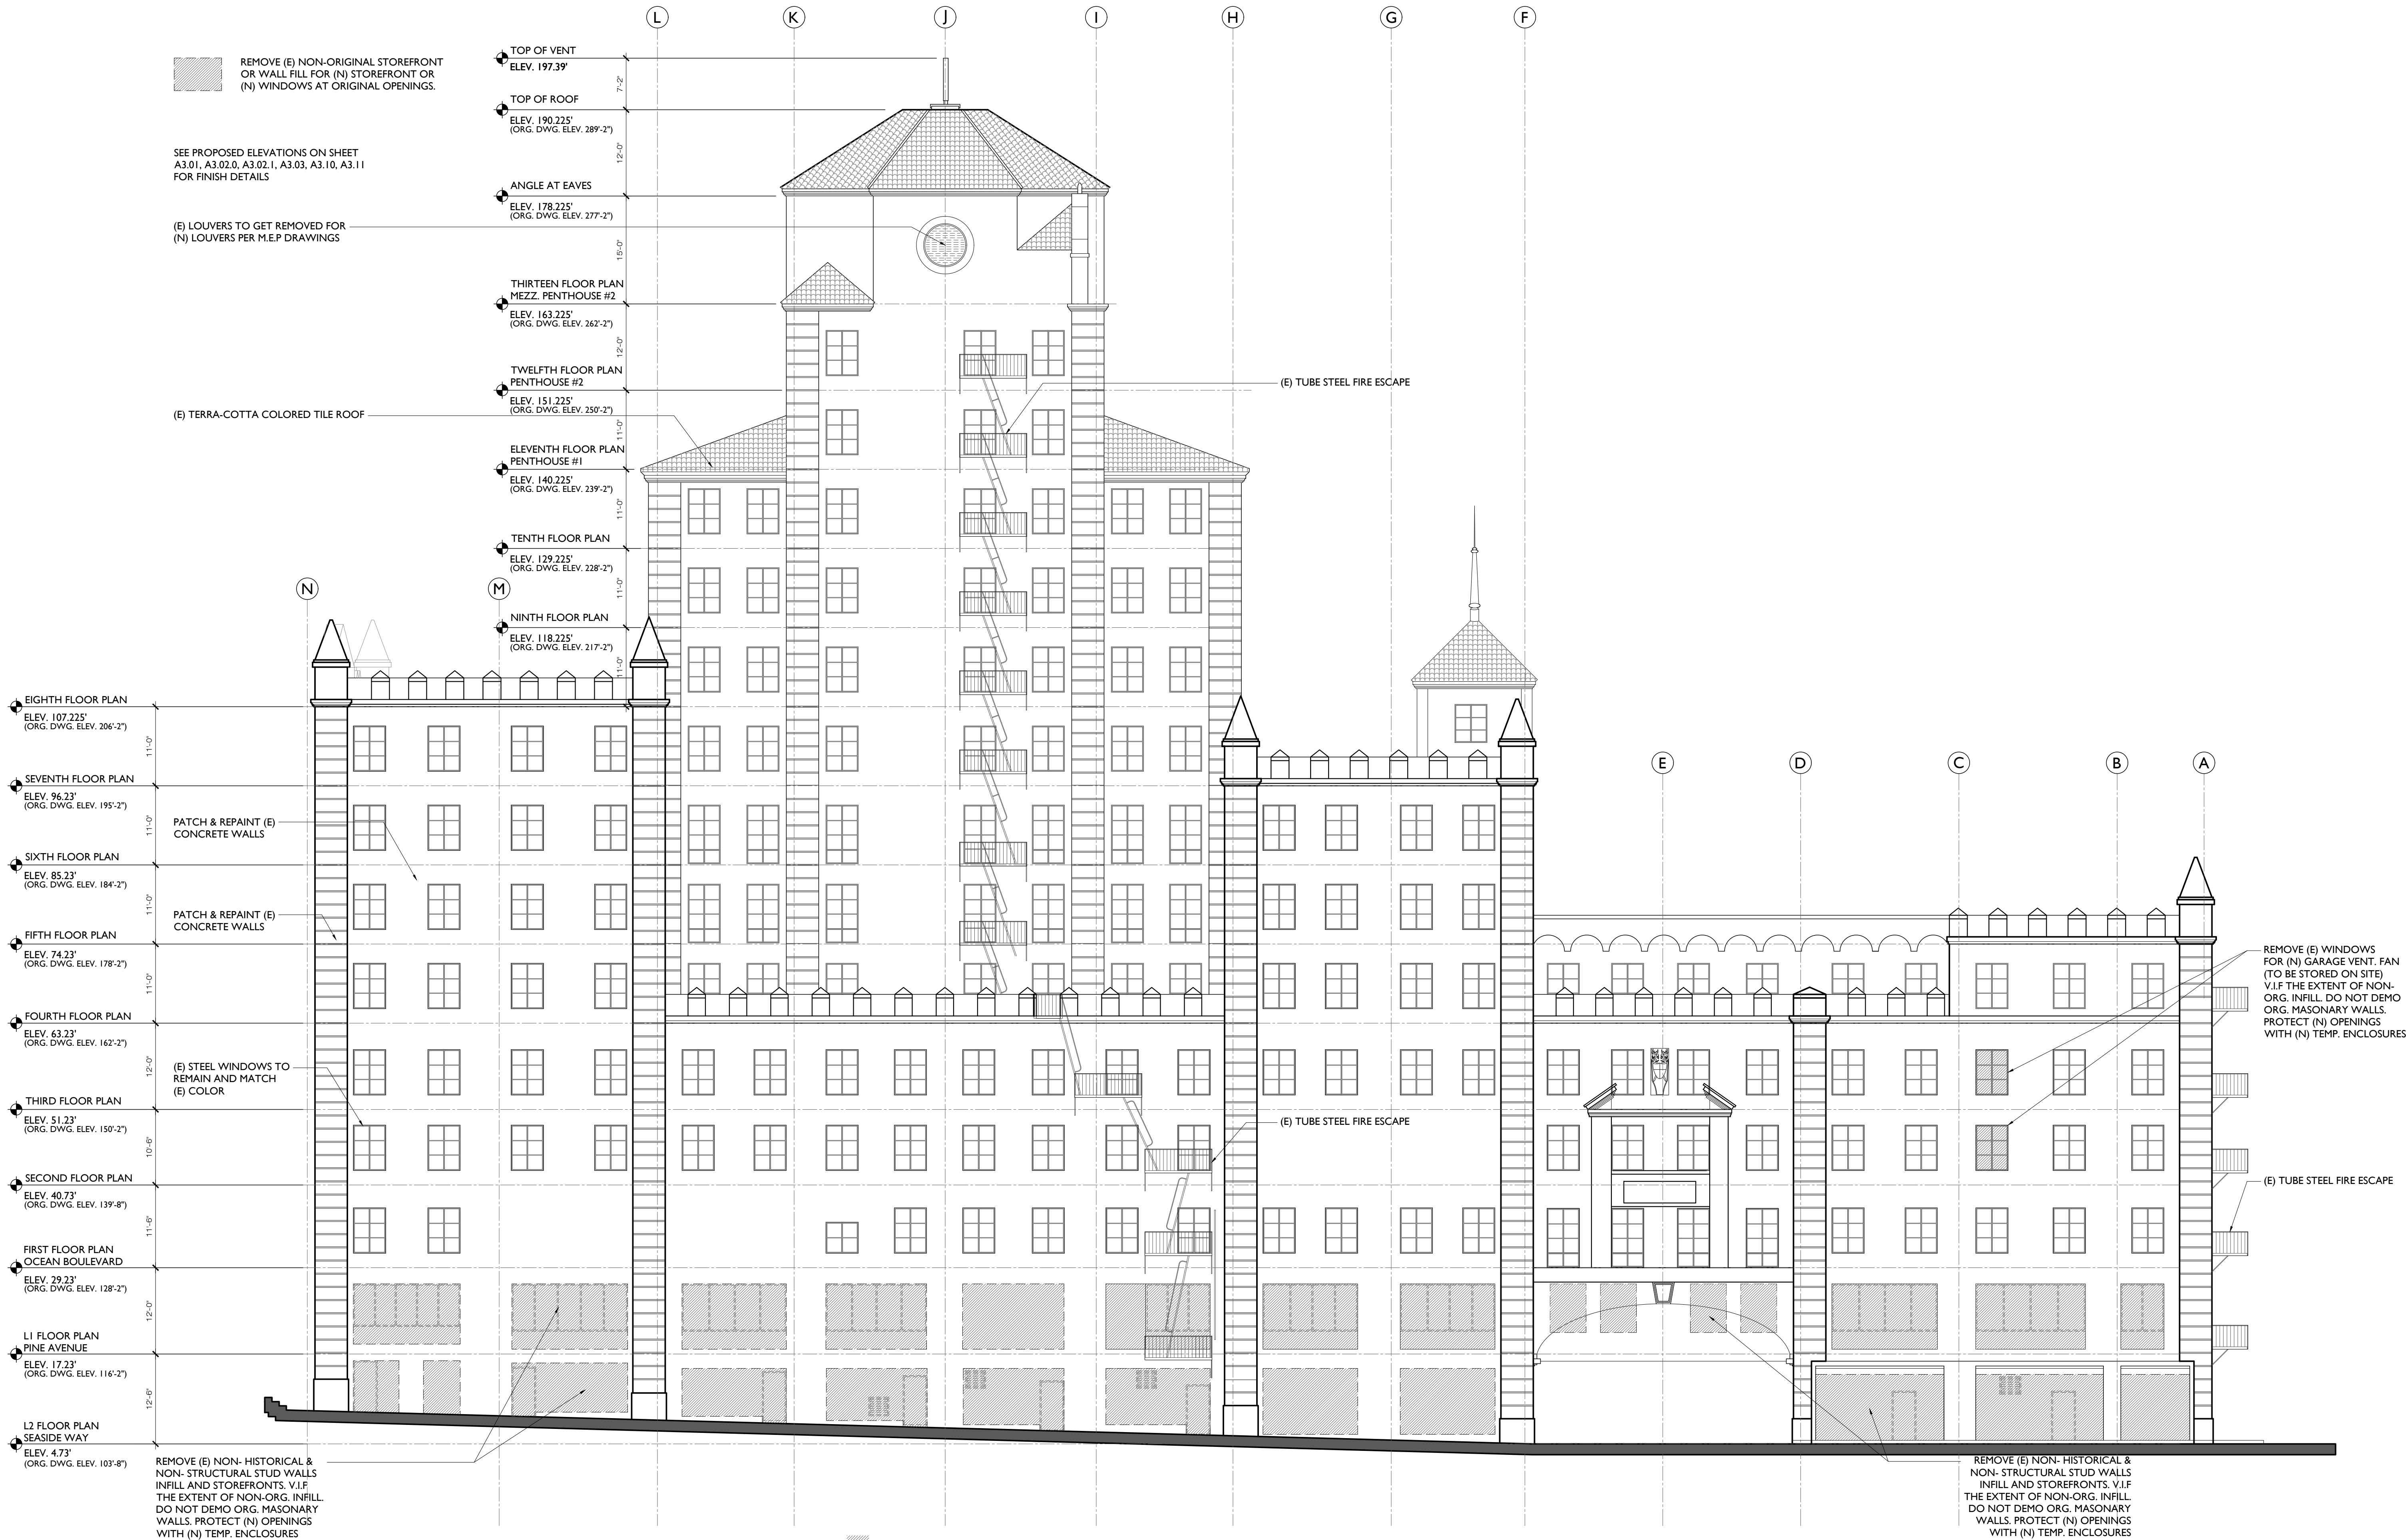 L
K
J
I
H
G
F
REMOVE (E) NON-ORIGINAL STOREFRONT
OR WALL FILL FOR (N) STOREFRONT OR
(N) WINDOWS AT ORIGINAL OPENINGS.
SEE PROPOSED ELEVATIONS ON SHEET
A3.01, A3.02.0, A3.02.1, A3.03, A3.10, A3.11
FOR FINISH DETAILS
(E) LOUVERS TO GET REMOVED FOR
(N) LOUVERS PER M.E.P DRAWINGS
(E) TERRA-COTTA COLORED TILE ROOF
TOP OF VENT
ELEV. 197.39'
7'-2'
TOP OF ROOF
ELEV. 190.225'
(ORG. DWG. ELEV. 289'-2")
12'-0"
ANGLE AT EAVES
ELEV. 178.225'
(ORG. DWG. ELEV. 277'-2")
15'-0"
THIRTEEN FLOOR PLAN
MEZZ. PENTHOUSE #2
ELEV. 163.225'
(ORG. DWG. ELEV. 262'-2")
12'-0"
TWELFTH FLOOR PLAN
PENTHOUSE #2
ELEV. 151.225'
(ORG. DWG. ELEV. 250'-2")
11'-0"
ELEVENTH FLOOR PLAN
PENTHOUSE #1
ELEV. 140.225'
(ORG. DWG. ELEV. 239'-2")
11'-0"
TENTH FLOOR PLAN
ELEV. 129.225'
(ORG. DWG. ELEV. 228'-2")
11'-0"
NINTH FLOOR PLAN
ELEV. 118.225'
(ORG. DWG. ELEV. 217'-2")
11'-0"
(E) TUBE STEEL FIRE ESCAPE
N
M
EIGHTH FLOOR PLAN
ELEV. 107.225'
(ORG. DWG. ELEV. 206'-2")
11'-0"
SEVENTH FLOOR PLAN
ELEV. 96.23'
(ORG. DWG. ELEV. 195'-2")
11'-0"
SIXTH FLOOR PLAN
ELEV. 85.23'
(ORG. DWG. ELEV. 184'-2")
11'-0"
FIFTH FLOOR PLAN
ELEV. 74.23'
(ORG. DWG. ELEV. 178'-2")
11'-0"
FOURTH FLOOR PLAN
ELEV. 63.23'
(ORG. DWG. ELEV. 162'-2")
12'-0"
THIRD FLOOR PLAN
ELEV. 51.23'
(ORG. DWG. ELEV. 150'-2")
10'-6"
SECOND FLOOR PLAN
ELEV. 40.73'
(ORG. DWG. ELEV. 139'-8")
11'-6"
FIRST FLOOR PLAN
OCEAN BOULEVARD
ELEV. 29.23'
(ORG. DWG. ELEV. 128'-2")
12'-0"
L1 FLOOR PLAN
PINE AVENUE
ELEV. 17.23'
(ORG. DWG. ELEV. 116'-2")
12'-6"
L2 FLOOR PLAN
SEASIDE WAY
ELEV. 4.73'
(ORG. DWG. ELEV. 103'-8")
PATCH & REPAINT (E)
CONCRETE WALLS
PATCH & REPAINT (E)
CONCRETE WALLS
(E) STEEL WINDOWS TO
REMAIN AND MATCH
(E) COLOR
(E) TUBE STEEL FIRE ESCAPE
E
D
C
B
A
REMOVE (E) WINDOWS
FOR (N) GARAGE VENT. FAN
(TO BE STORED ON SITE)
V.I.F THE EXTENT OF NON-
ORG. INFILL. DO NOT DEMO
ORG. MASONARY WALLS.
PROTECT (N) OPENINGS
WITH (N) TEMP. ENCLOSURES
(E) TUBE STEEL FIRE ESCAPE
REMOVE (E) NON- HISTORICAL &
NON- STRUCTURAL STUD WALLS
INFILL AND STOREFRONTS. V.I.F.
THE EXTENT OF NON-ORG. INFILL.
DO NOT DEMO ORG. MASONARY
WALLS. PROTECT (N) OPENINGS
WITH (N) TEMP. ENCLOSURES
REMOVE (E) NON- HISTORICAL &
NON- STRUCTURAL STUD WALLS
INFILL AND STOREFRONTS. V.I.F
THE EXTENT OF NON-ORG. INFILL.
DO NOT DEMO ORG. MASONARY
WALLS. PROTECT (N) OPENINGS
WITH (N) TEMP. ENCLOSURES